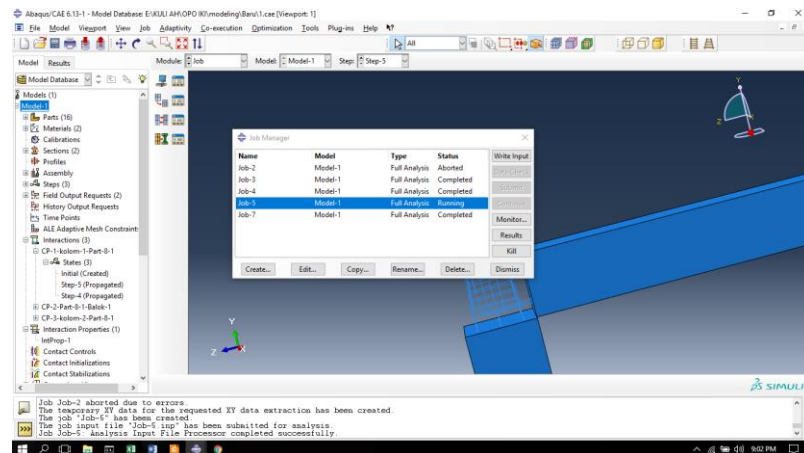 Abaqus/CAE 6.13-1 - Model Database: E:\KULI AH\OPO IKI\modeling\Baru\1.cae [Viewport: 1]
File Model Viewport View Job Adaptivity Co-execution Optimization Tools Plug-ins Help
All
Model Results
Module: Job Model: Model-1 Step: Step-5
Model Database
Models (1)
Model-1
Parts (16)
Materials (2)
Calibrations
Sections (2)
Profiles
Assembly
Steps (3)
Field Output Requests (2)
History Output Requests
Time Points
ALE Adaptive Mesh Constraints
Interactions (3)
CP-1-kolom-1-Part-8-1
States (3)
Initial (Created)
Step-5 (Propagated)
Step-4 (Propagated)
CP-2-Part-8-1-Balok-1
CP-3-kolom-2-Part-8-1
Interaction Properties (1)
IntProp-1
Contact Controls
Contact Initializations
Contact Stabilizations
Job Manager
Name Model Type Status
Job-2 Model-1 Full Analysis Aborted
Job-3 Model-1 Full Analysis Completed
Job-4 Model-1 Full Analysis Completed
Job-5 Model-1 Full Analysis Running
Job-7 Model-1 Full Analysis Completed
Write Input
Data Check
Submit
Continue
Monitor...
Results
Kill
Create... Edit... Copy... Rename... Delete... Dismiss
Y
Z
X
Y
Z
X
SIMULI
Job Job-2 aborted due to errors.
The temporary XY data for the requested XY data extraction has been created.
The job "Job-5" has been created.
The job input file "Job-5.inp" has been submitted for analysis.
Job Job-5: Analysis Input File Processor completed successfully.
9:02 PM